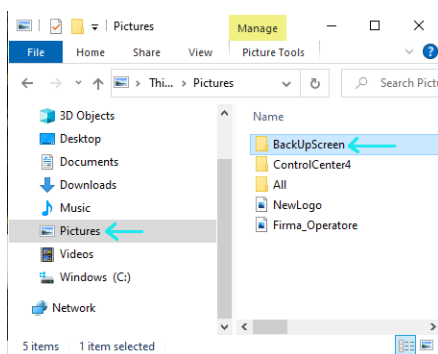 Pictures
Manage
File
Home
Share
View
Picture Tools
Thi... > Pictures
Search Pictu
3D Objects
Desktop
Documents
Downloads
Music
Pictures
Videos
Windows (C:)
Network
Name
BackUpScreen
ControlCenter4
All
NewLogo
Firma_Operatore
5 items
1 item selected